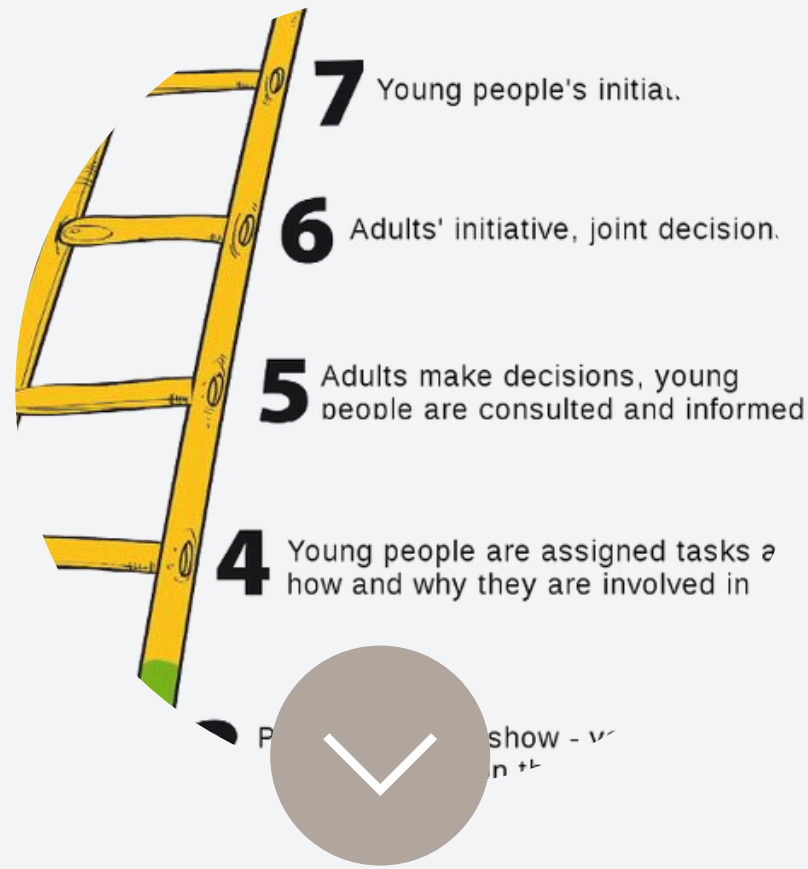 7 Young people's
6 Adults' initiative, joint decision
5 Adults make decisions, young
people are consulted and informed
4 Young people are assigned tasks
how and why they are involved in
show -